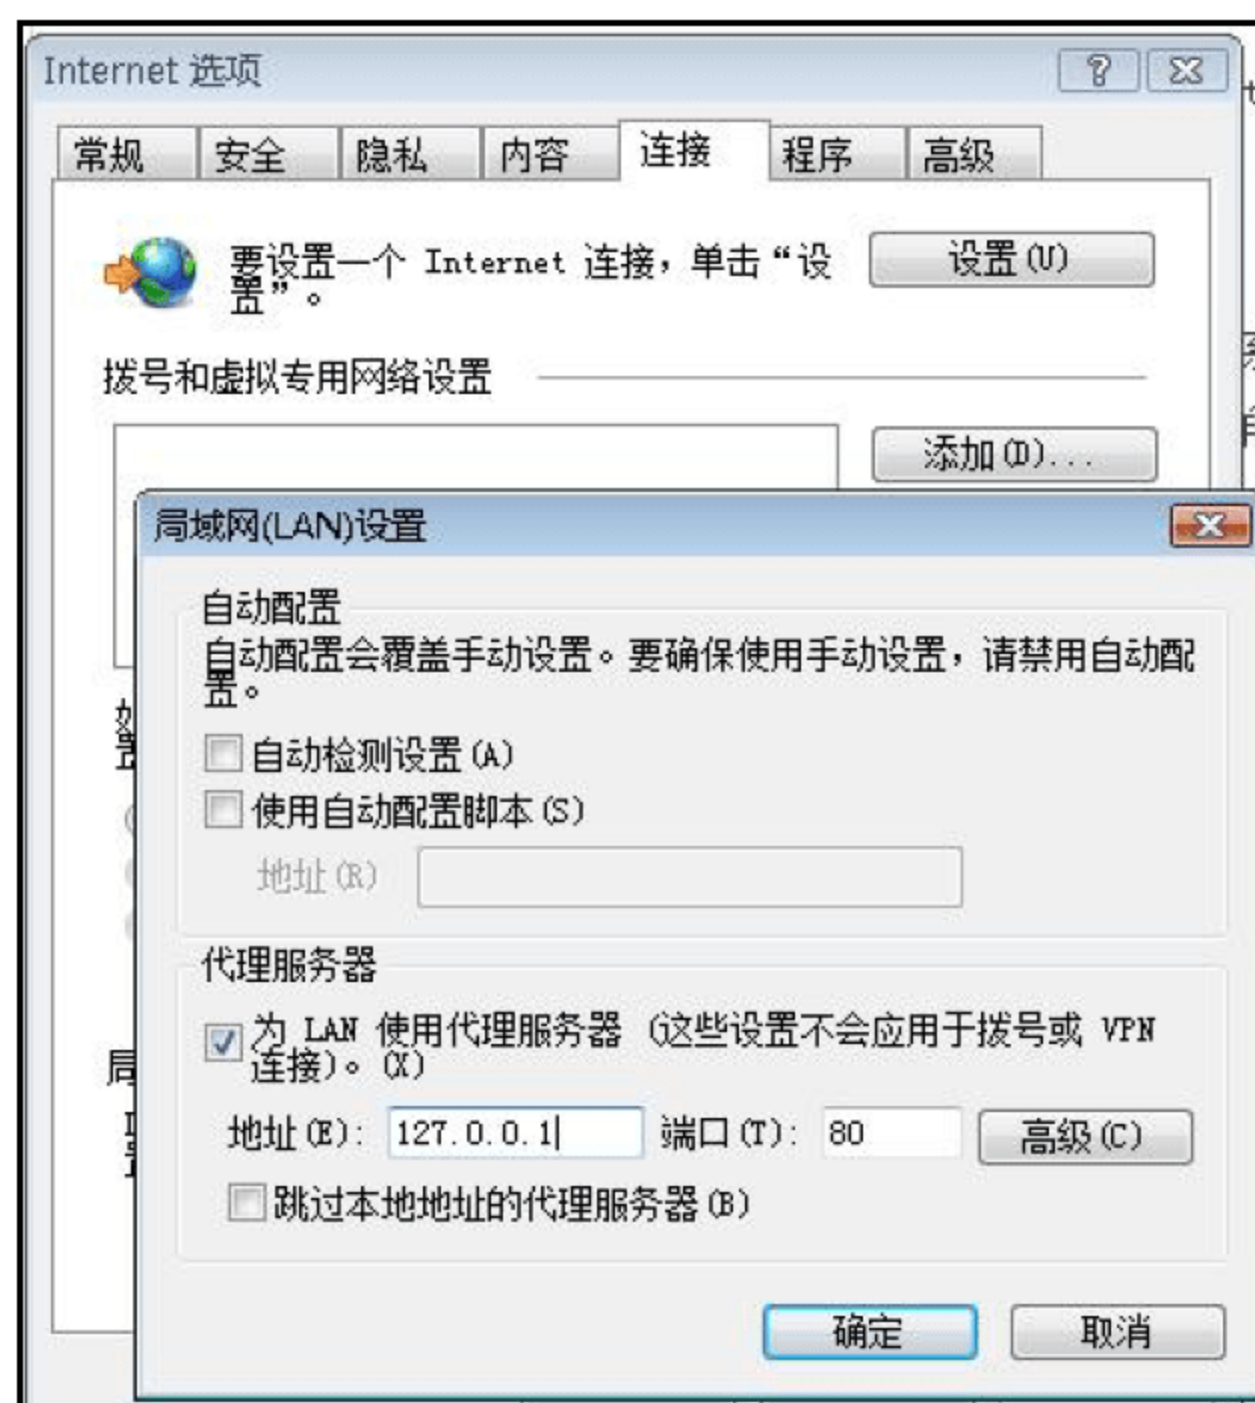 Internet 选项
常规 安全 隐私 内容 连接 程序 高级
要设置一个 Internet 连接，单击“设
置”。
设置(U)
拨号和虚拟专用网络设置
添加(D)...
局域网(LAN)设置
自动配置
自动配置会覆盖手动设置。要确保使用手动设置，请禁用自动配
置。
自动检测设置(A)
使用自动配置脚本(S)
地址(R)
代理服务器
为 LAN 使用代理服务器 (这些设置不会应用于拨号或 VPN
连接)。(X)
地址(E): 127.0.0.1 端口(T): 80 高级(C)
跳过本地地址的代理服务器(B)
确定 取消